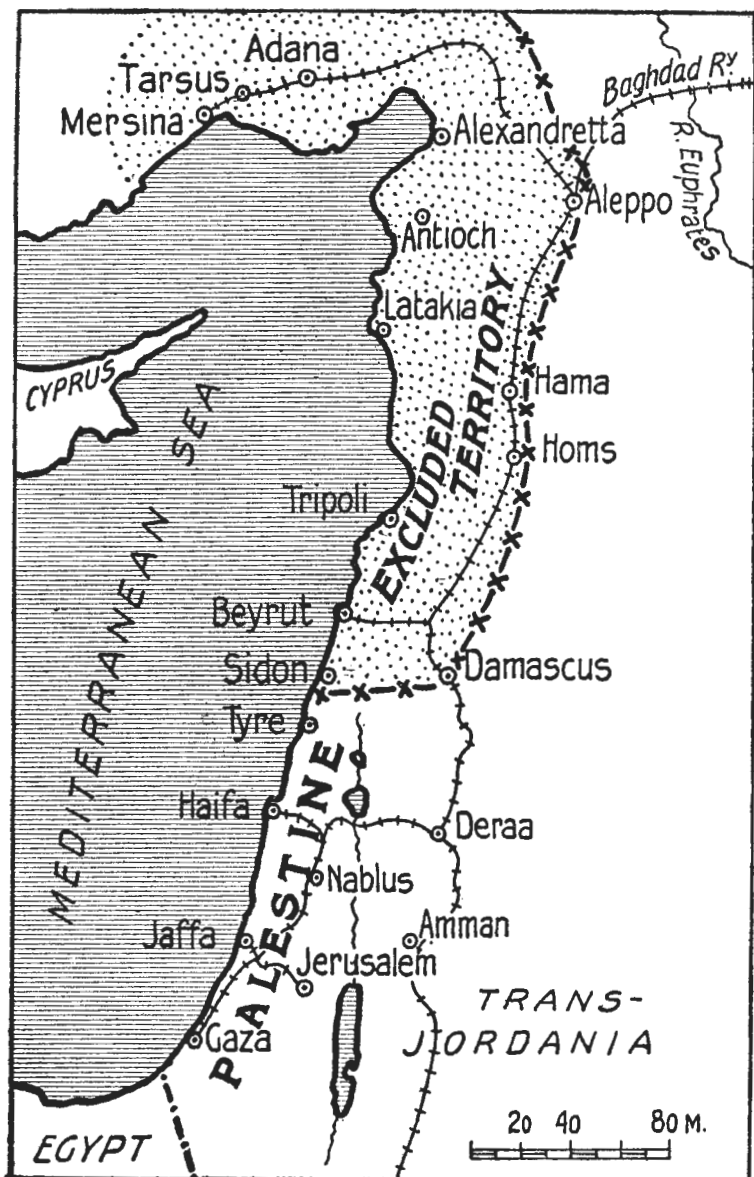 Adana
Tarsus
Mersina
Baghdad Ry
R. Euphrates
Alexandretta
Aleppo
Antioch
Latakia
EXCLUDED
TERRITORY
CYPRUS
Hama
Homs
MEDITERRANEAN SEA
Tripoli
Beyrut
Sidon
Damascus
Tyre
PALESTINE
Haifa
Deraa
Nablus
Jaffa
Amman
Jerusalem
TRANS-
JORDANIA
Gaza
EGYPT
20 40 80 M.